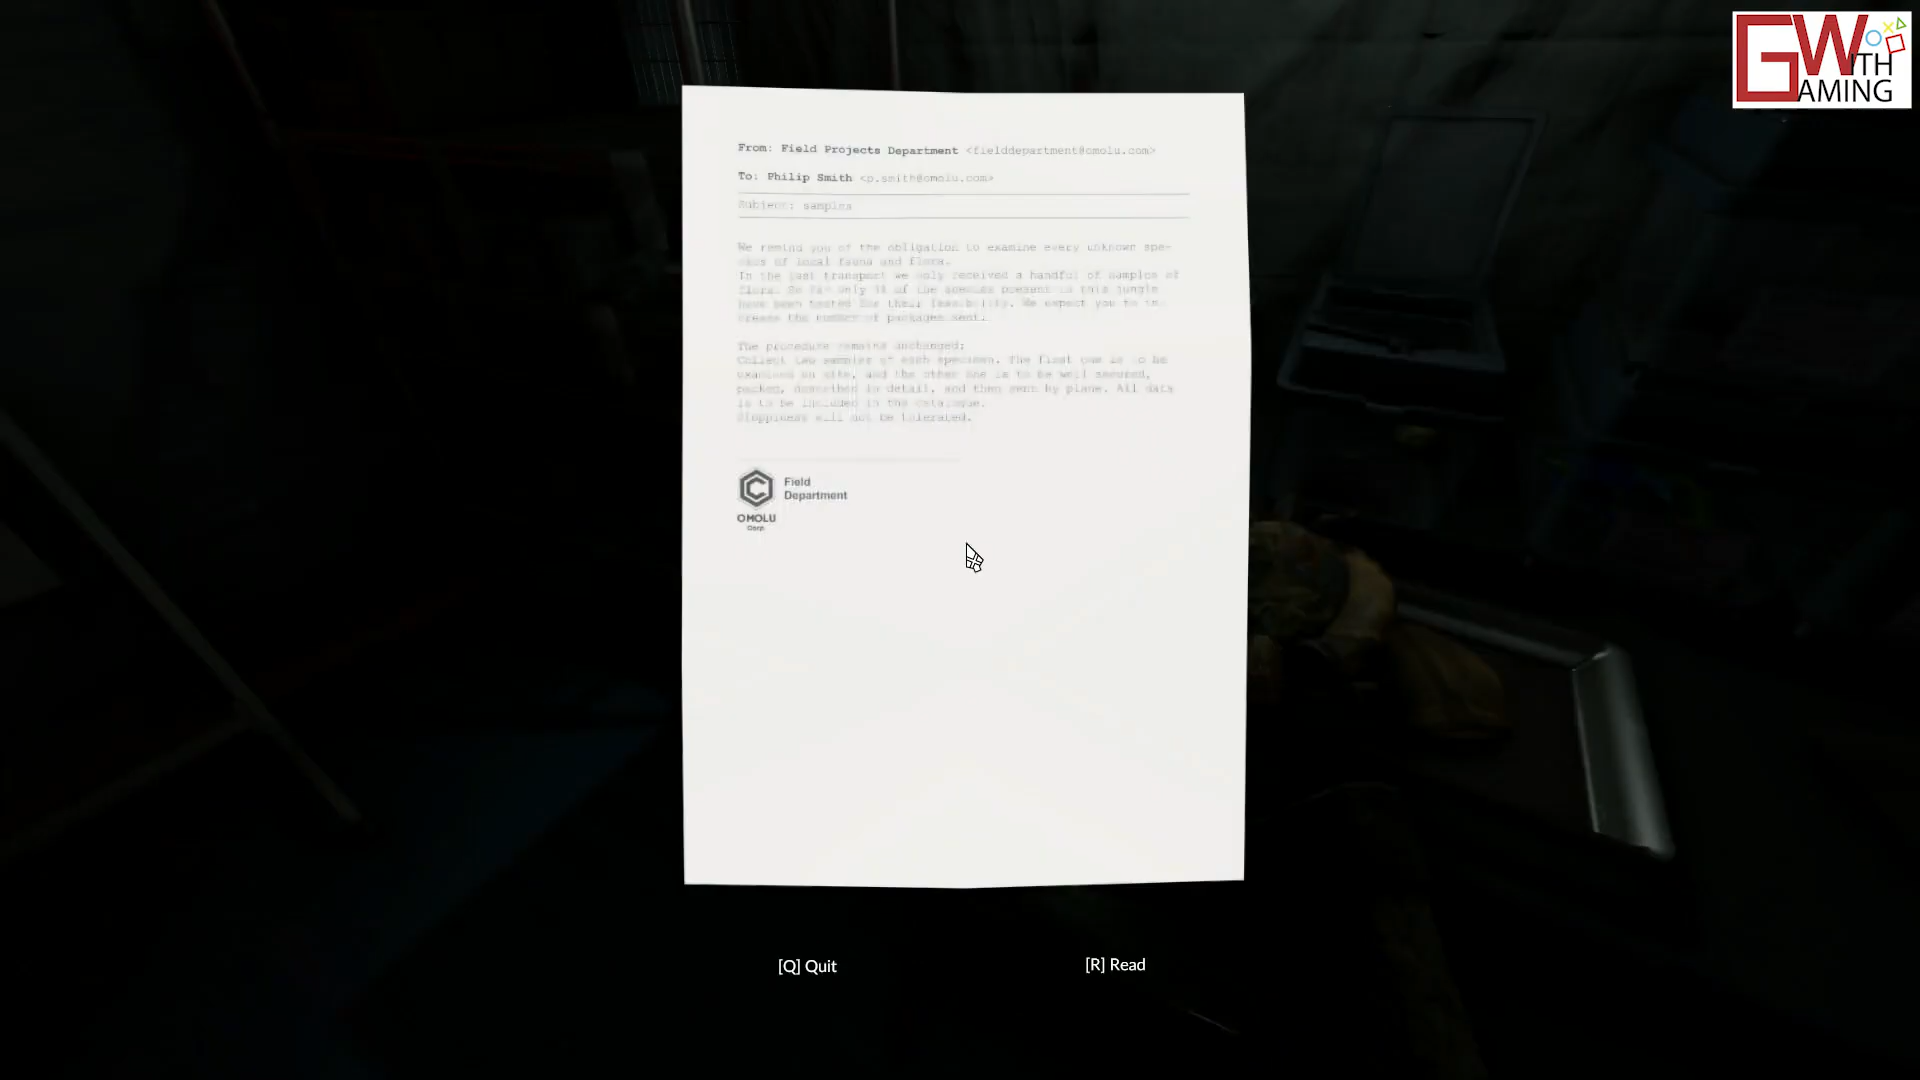 GWITH
GAMING
From: Field Projects Department <fielddepartment@omolu.com>
To: Philip Smith <p.smith@omolu.com>
Subject: samples
We remind you of the obligation to examine every unknown spe-
cies of local fauna and flora.
In the last transport we only received a handful of samples of
flora. So far only of the species present in this jungle
have been tested for their feasibility. We expect you to in-
crease the number of packages sent.
The procedure remains unchanged:
Collect two samples of each specimen. The first one is to be
examined on site, and the other one is to be well secured,
packed, described in detail, and then sent by plane. All data
is to be included in the catalogue.
Sloppiness will not be tolerated.
Field
Department
OMOLU
Corp.
[Q] Quit
[R] Read